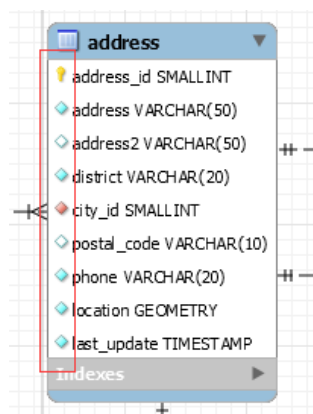 address
address_id SMALLINT
address VARCHAR(50)
address2 VARCHAR(50)
district VARCHAR(20)
city_id SMALLINT
postal_code VARCHAR(10)
phone VARCHAR(20)
location GEOMETRY
last_update TIMESTAMP
Indexes